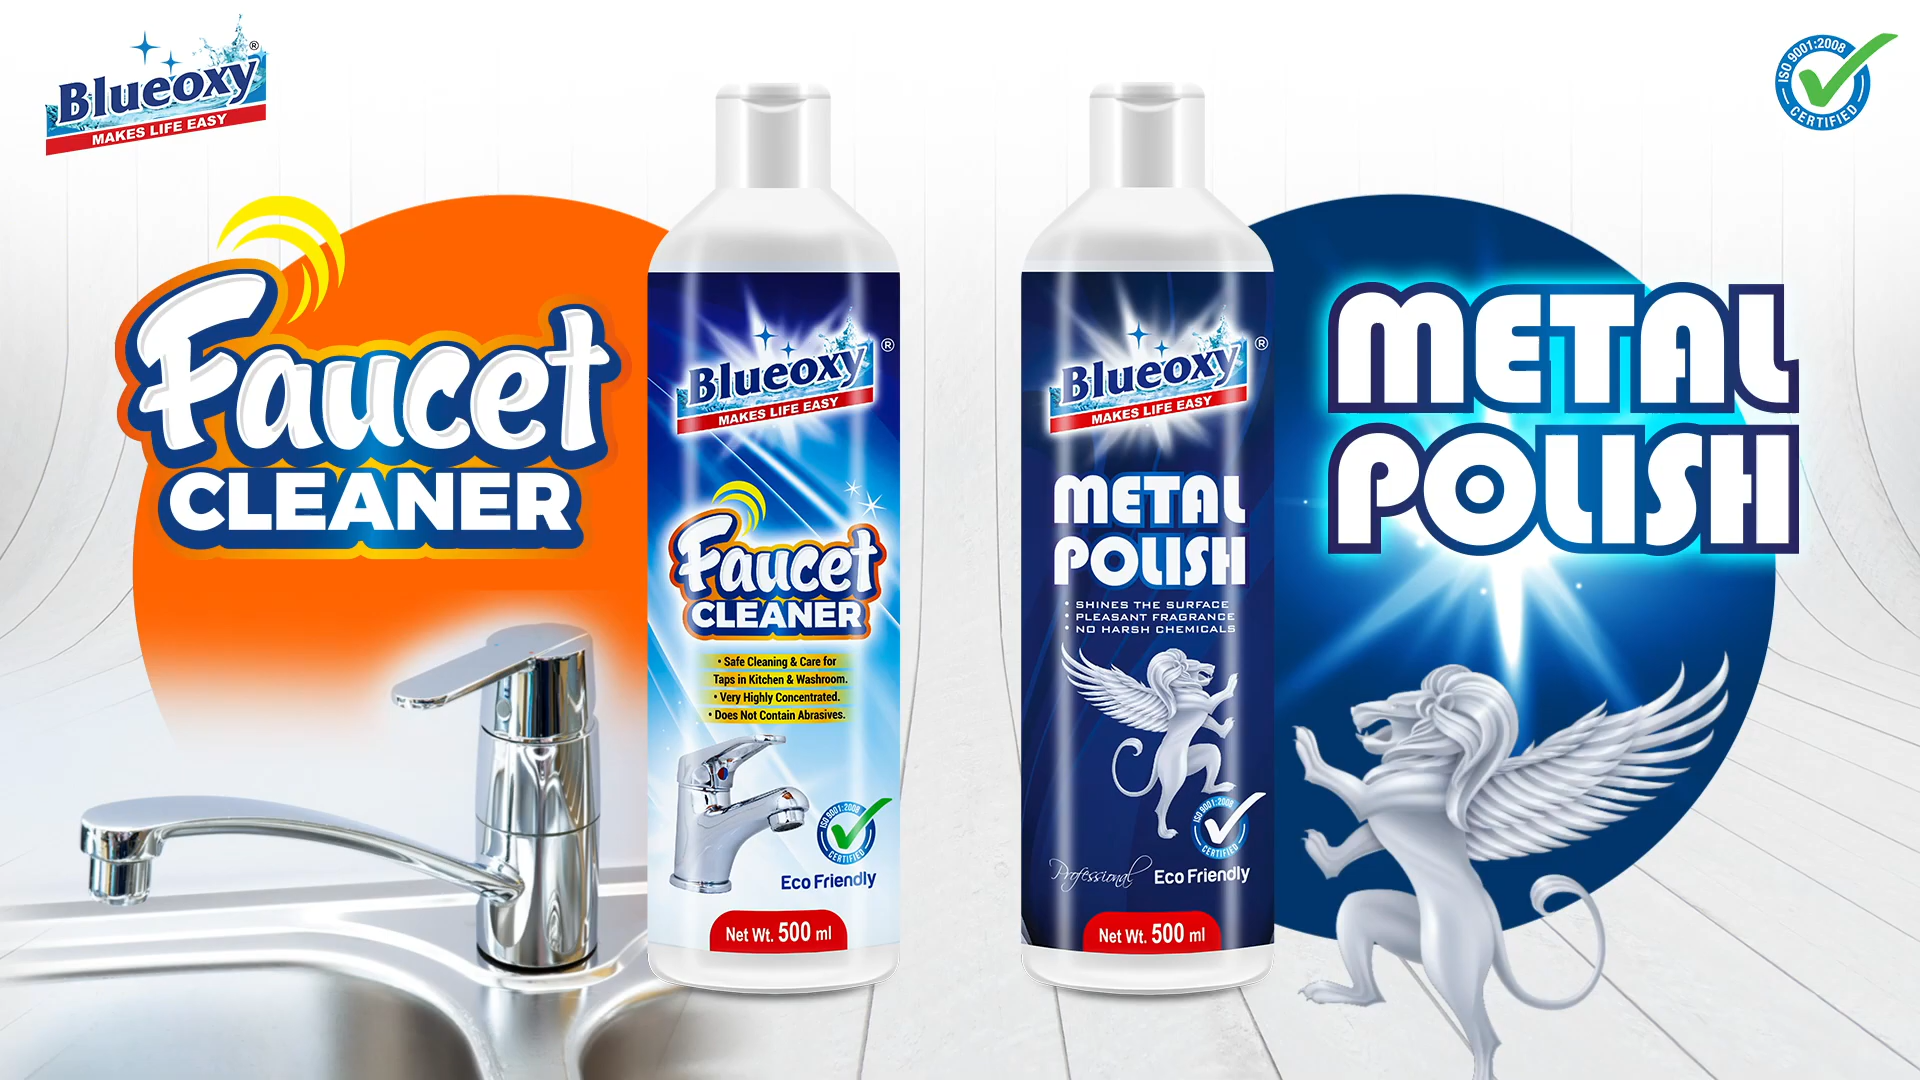 Blueoxy®
MAKES LIFE EASY
ISO 9001:2008
CERTIFIED
Faucet
CLEANER
Blueoxy®
MAKES LIFE EASY
Faucet
CLEANER
• Safe Cleaning & Care for
Taps in Kitchen & Washroom.
• Very Highly Concentrated.
• Does Not Contain Abrasives.
ISO 9001:2008
CERTIFIED
Eco Friendly
Net Wt. 500 ml
Blueoxy®
MAKES LIFE EASY
METAL
POLISH
• SHINES THE SURFACE
• PLEASANT FRAGRANCE
• NO HARSH CHEMICALS
ISO 9001:2008
CERTIFIED
Professional Eco Friendly
Net Wt. 500 ml
METAL
POLISH